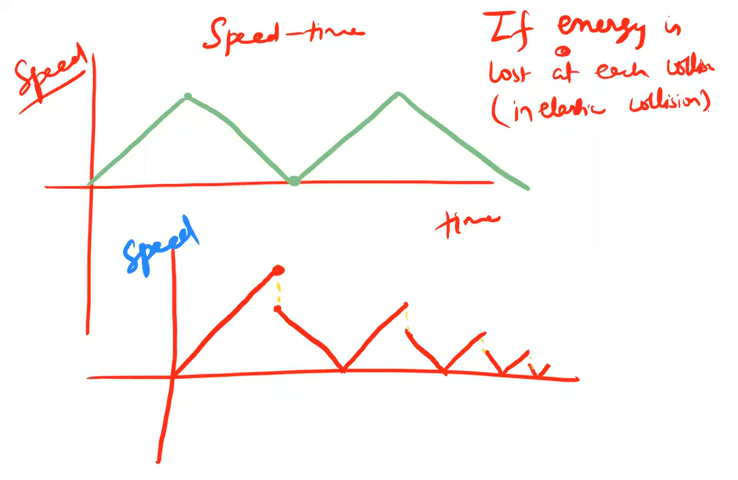 Speed-time
Speed
If energy is
lost at each collision
(inelastic collision)
time
Speed